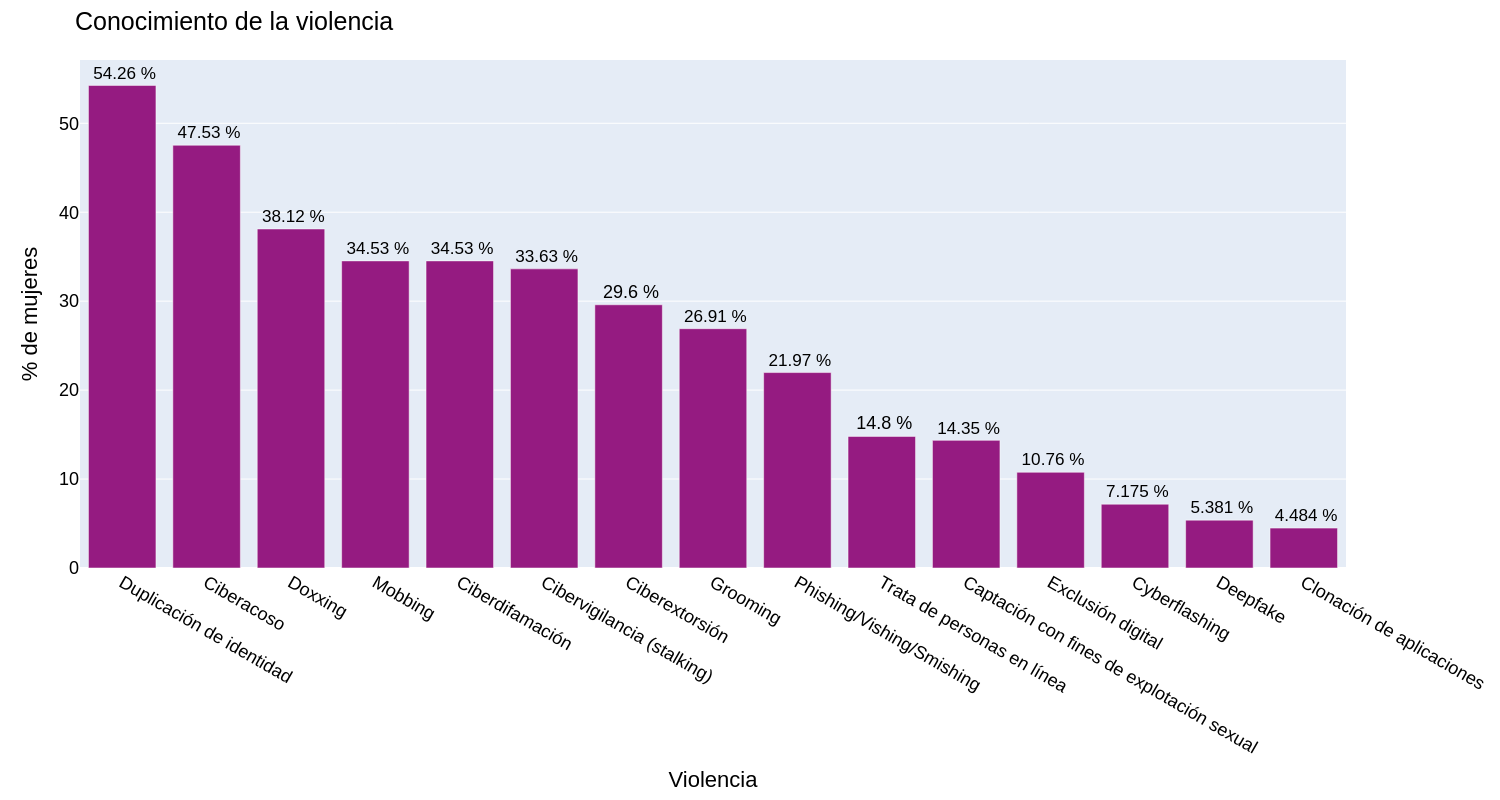 Conocimiento de la violencia
54.26 %
47.53 %
38.12 %
34.53 %
34.53 %
33.63 %
29.6 %
26.91 %
21.97 %
14.8 %
14.35 %
10.76 %
7.175 %
5.381 %
4.484 %
50
40
30
20
10
0
% de mujeres
Duplicación de identidad
Ciberacoso
Doxxing
Mobbing
Ciberdifamación
Cibervigilancia (stalking)
Ciberextorsión
Grooming
Phishing/Vishing/Smishing
Trata de personas en línea
Captación con fines de explotación sexual
Exclusión digital
Cyberflashing
Deepfake
Clonación de aplicaciones
Violencia